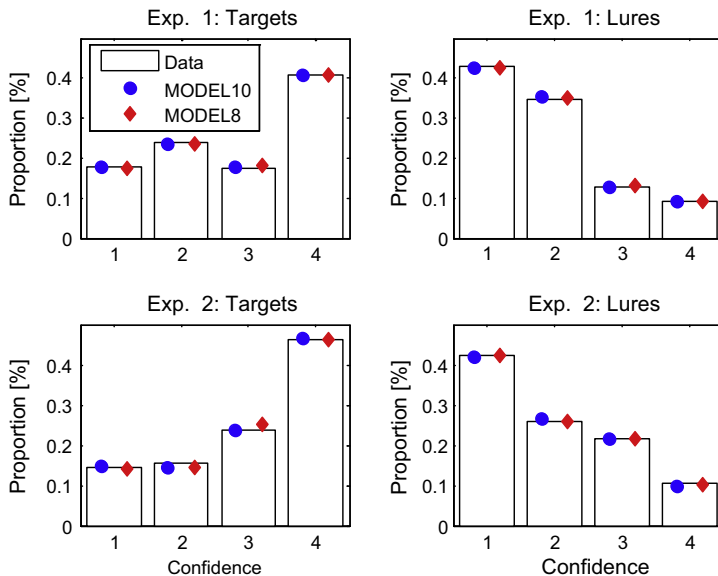 Exp. 1: Targets
Proportion [%]
0.4
0.3
0.2
0.1
0
Data
MODEL10
MODEL8
1 2 3 4
Exp. 1: Lures
Proportion [%]
0.4
0.3
0.2
0.1
0
1 2 3 4
Exp. 2: Targets
Proportion [%]
0.4
0.3
0.2
0.1
0
1 2 3 4
Confidence
Exp. 2: Lures
Proportion [%]
0.4
0.3
0.2
0.1
0
1 2 3 4
Confidence